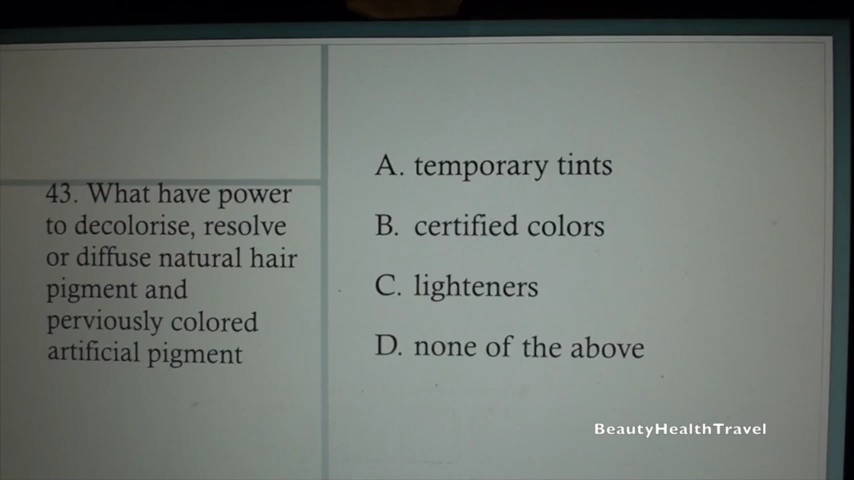 43. What have power
to decolorise, resolve
or diffuse natural hair
pigment and
perviously colored
artificial pigment
A. temporary tints
B. certified colors
C. lighteners
D. none of the above
BeautyHealthTravel